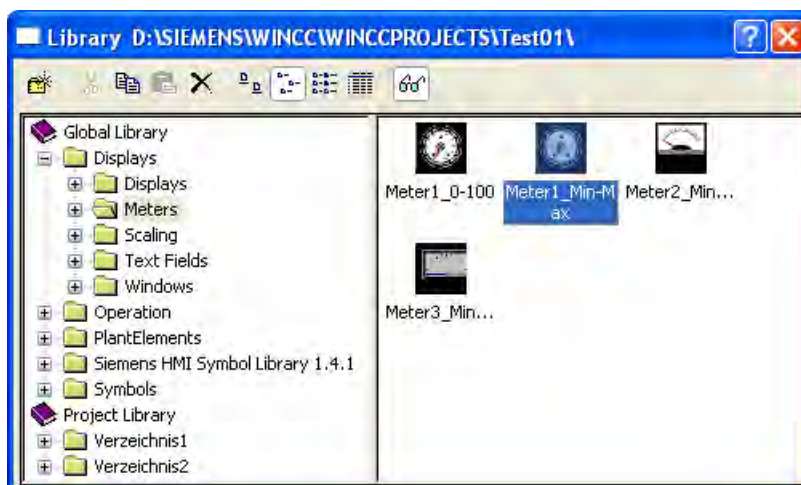 Library D:\SIEMENS\WINCC\WINCCPROJECTS\Test01\
Global Library
Displays
Displays
Meters
Scaling
Text Fields
Windows
Operation
PlantElements
Siemens HMI Symbol Library 1.4.1
Symbols
Project Library
Verzeichnis1
Verzeichnis2
Meter1_0-100
Meter1_Min-M
ax
Meter2_Min...
Meter3_Min...